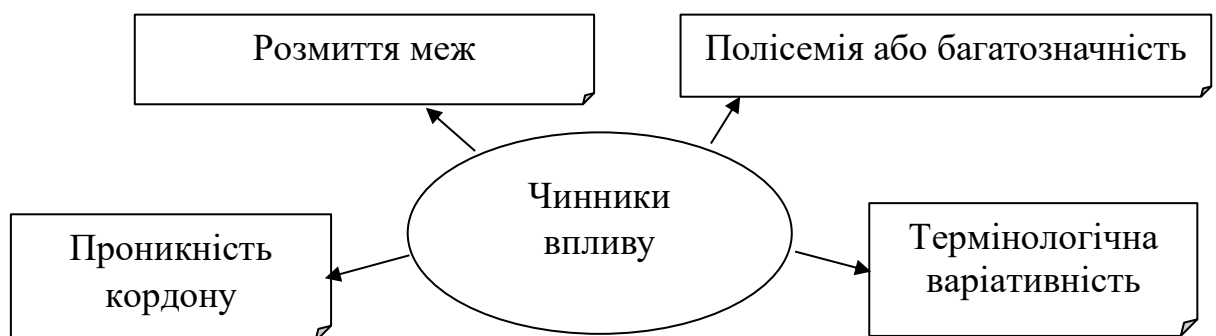 Розмиття меж
Полісемія або багатозначність
Чинники
впливу
Проникність
кордону
Термінологічна
варіативність